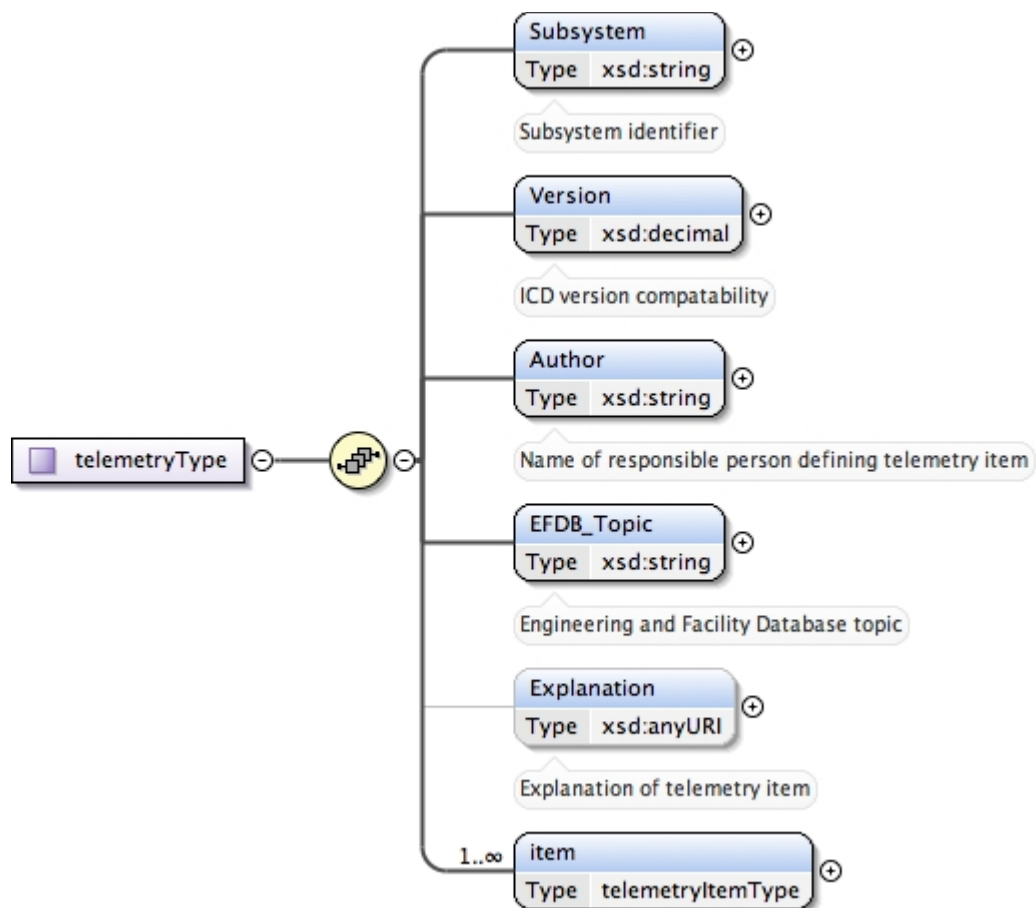 Subsystem
Type xsd:string
Subsystem identifier
Version
Type xsd:decimal
ICD version compatability
Author
Type xsd:string
telemetryType
Name of responsible person defining telemetry item
EFDB_Topic
Type xsd:string
Engineering and Facility Database topic
Explanation
Type xsd:anyURI
Explanation of telemetry item
1..∞
item
Type telemetryItemType